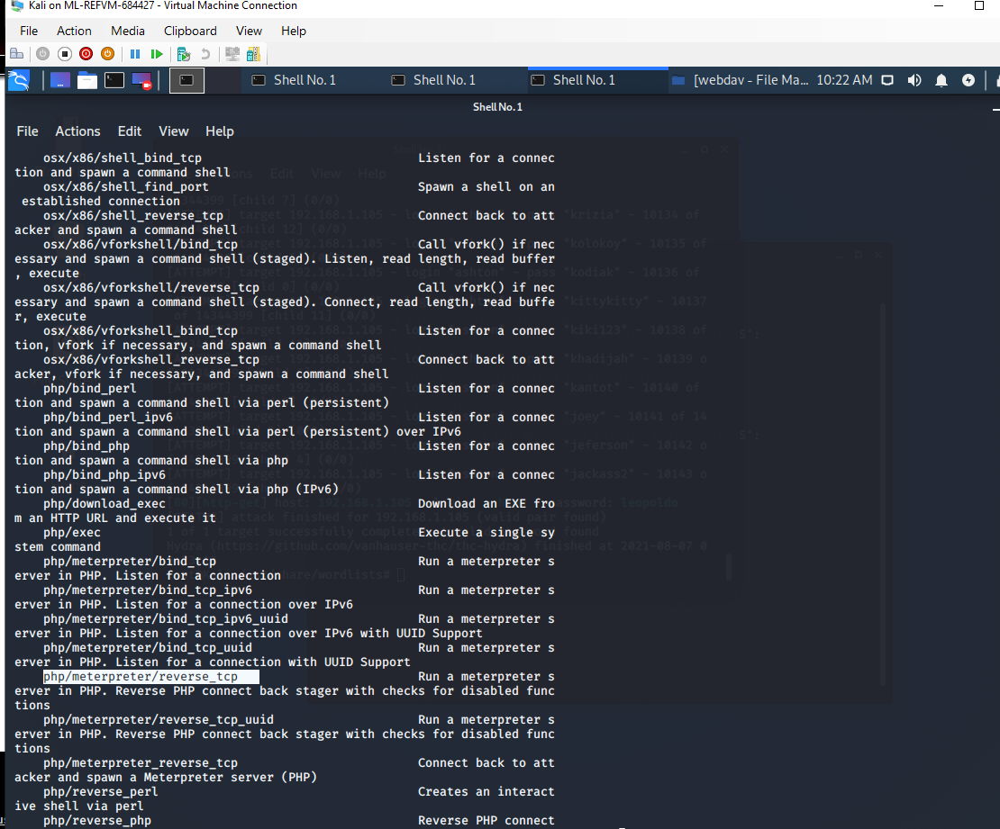 Kali on ML-REFVM-684427 - Virtual Machine Connection
File Action Media Clipboard View Help
Shell No. 1 Shell No. 1 Shell No. 1 [webdav - File Ma... 10:22 AM
Shell No. 1
File Actions Edit View Help
osx/x86/shell_bind_tcp Listen for a connec
tion and spawn a command shell
osx/x86/shell_find_port Spawn a shell on an
established connection
osx/x86/shell_reverse_tcp Connect back to att
acker and spawn a command shell
osx/x86/vforkshell/bind_tcp Call vfork() if nec
essary and spawn a command shell (staged). Listen, read length, read buffer
, execute
osx/x86/vforkshell/reverse_tcp Call vfork() if nec
essary and spawn a command shell (staged). Connect, read length, read buffe
r, execute
osx/x86/vforkshell_bind_tcp Listen for a connec
tion, vfork if necessary, and spawn a command shell
osx/x86/vforkshell_reverse_tcp Connect back to att
acker, vfork if necessary, and spawn a command shell
php/bind_perl Listen for a connec
tion and spawn a command shell via perl (persistent)
php/bind_perl_ipv6 Listen for a connec
tion and spawn a command shell via perl (persistent) over IPv6
php/bind_php Listen for a connec
tion and spawn a command shell via php
php/bind_php_ipv6 Listen for a connec
tion and spawn a command shell via php (IPv6)
php/download_exec Download an EXE fro
m an HTTP URL and execute it
php/exec Execute a single sy
stem command
php/meterpreter/bind_tcp Run a meterpreter s
erver in PHP. Listen for a connection
php/meterpreter/bind_tcp_ipv6 Run a meterpreter s
erver in PHP. Listen for a connection over IPv6
php/meterpreter/bind_tcp_ipv6_uuid Run a meterpreter s
erver in PHP. Listen for a connection over IPv6 with UUID Support
php/meterpreter/bind_tcp_uuid Run a meterpreter s
erver in PHP. Listen for a connection with UUID Support
php/meterpreter/reverse_tcp Run a meterpreter s
erver in PHP. Reverse PHP connect back stager with checks for disabled func
tions
php/meterpreter/reverse_tcp_uuid Run a meterpreter s
erver in PHP. Reverse PHP connect back stager with checks for disabled func
tions
php/meterpreter_reverse_tcp Connect back to att
acker and spawn a Meterpreter server (PHP)
php/reverse_perl Creates an interact
ive shell via perl
php/reverse_php Reverse PHP connect